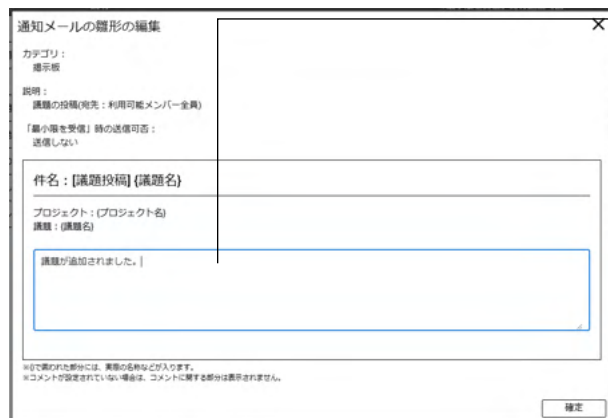 通知メールの雛形の編集
×
カテゴリ：
掲示板
説明：
議題の投稿(宛先：利用可能メンバー全員)
「最小限を受信」時の送信可否：
送信しない
件名：[議題投稿] {議題名}
プロジェクト：{プロジェクト名}
議題：{議題名}
議題が追加されました。
※{}で囲われた部分には、実際の名称などが入ります。
※コメントが設定されていない場合は、コメントに関する部分は表示されません。
確定